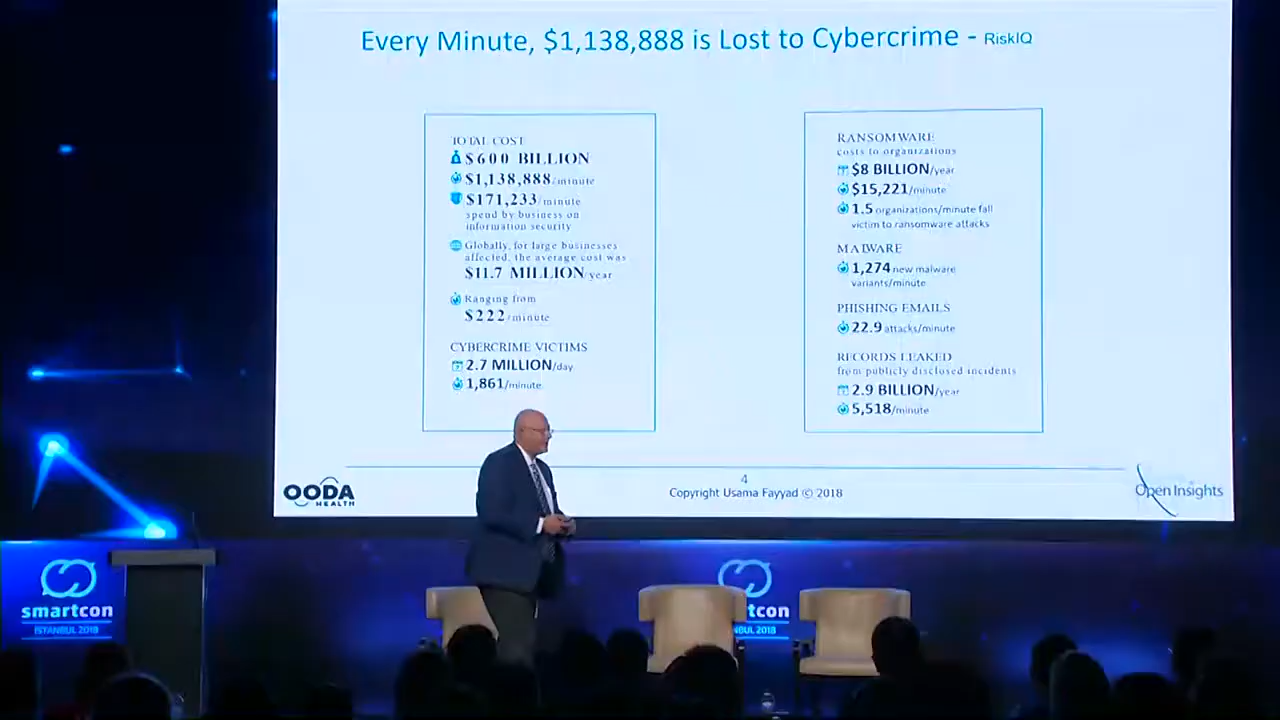 Every Minute, $1,138,888 is Lost to Cybercrime - RiskIQ
TOTAL COST
$600 BILLION
$1,138,888/minute
$171,233/minute
spend by business on
information security
Globally, for large businesses
affected, the average cost was
$11.7 MILLION/year
Ranging from
$222/minute
CYBERCRIME VICTIMS
2.7 MILLION/day
1,861/minute
RANSOMWARE
costs to organizations
$8 BILLION/year
$15,221/minute
1.5 organizations/minute fall
victim to ransomware attacks
MALWARE
1,274 new malware
variants/minute
PHISHING EMAILS
22.9 attacks/minute
RECORDS LEAKED
from publicly disclosed incidents
2.9 BILLION/year
5,518/minute
4
Copyright Usama Fayyad © 2018
OODA
HEALTH
Open Insights
smartcon
ISTANBUL 2018
tcon
NBUL 2018